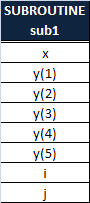 SUBROUTINE
sub1
x
y(1)
y(2)
y(3)
y(4)
y(5)
i
j